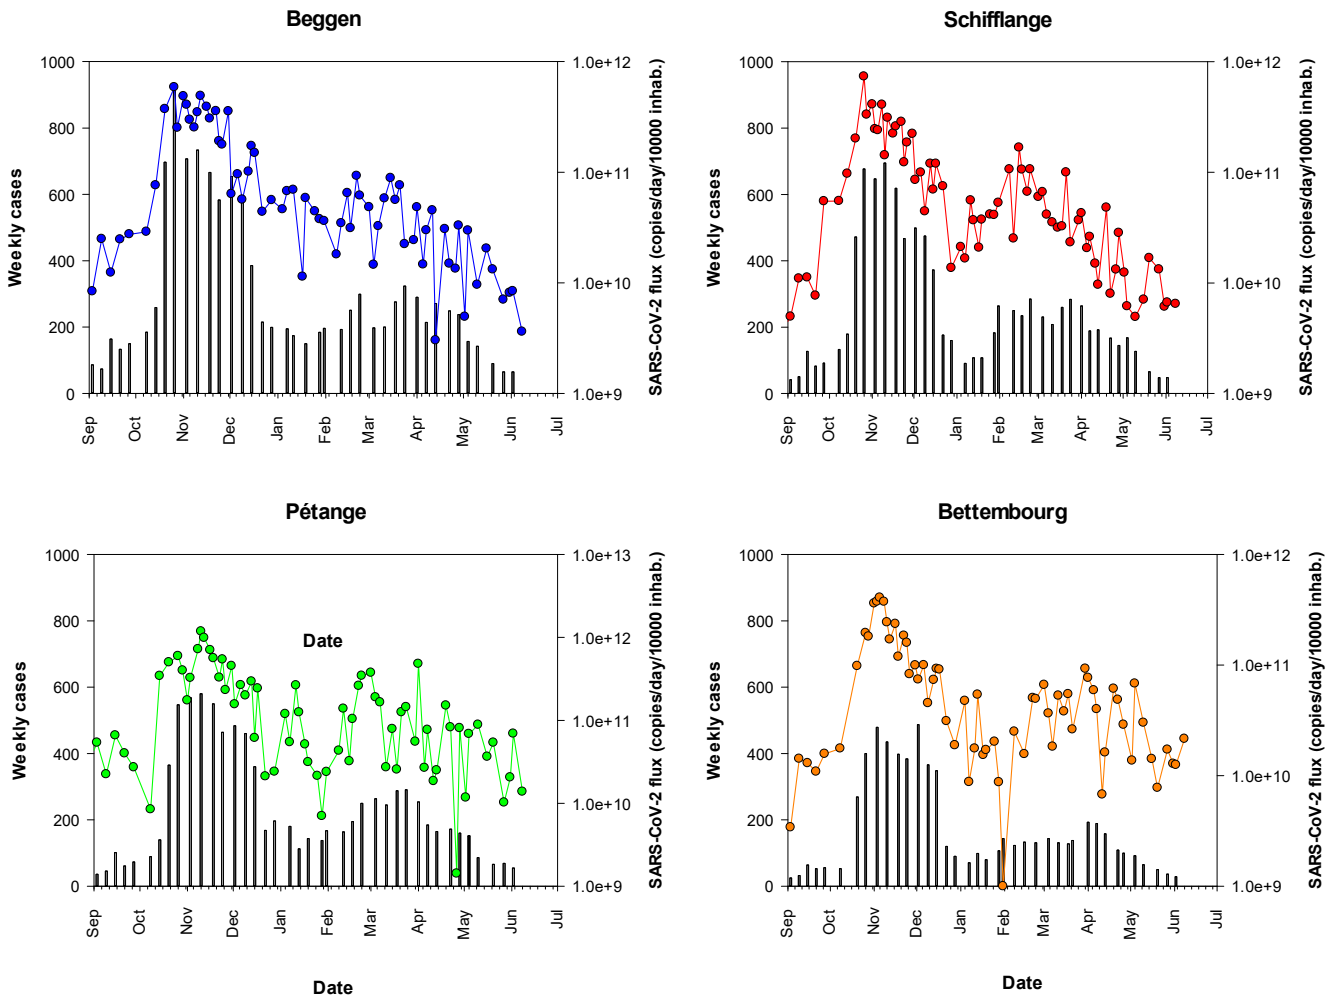 Beggen
Weekly cases
1000
800
600
400
200
0
1.0e+12
1.0e+11
1.0e+10
1.0e+9
SARS-CoV-2 flux (copies/day/10000 inhab.)
Sep Oct Nov Dec Jan Feb Mar Apr May Jun Jul
Schifflange
Weekly cases
1000
800
600
400
200
0
1.0e+12
1.0e+11
1.0e+10
1.0e+9
SARS-CoV-2 flux (copies/day/10000 inhab.)
Sep Oct Nov Dec Jan Feb Mar Apr May Jun Jul
Pétange
Weekly cases
1000
800
600
400
200
0
Date
1.0e+13
1.0e+12
1.0e+11
1.0e+10
1.0e+9
SARS-CoV-2 flux (copies/day/10000 inhab.)
Sep Oct Nov Dec Jan Feb Mar Apr May Jun Jul
Date
Bettembourg
Weekly cases
1000
800
600
400
200
0
1.0e+12
1.0e+11
1.0e+10
1.0e+9
SARS-CoV-2 flux (copies/day/10000 inhab.)
Sep Oct Nov Dec Jan Feb Mar Apr May Jun Jul
Date